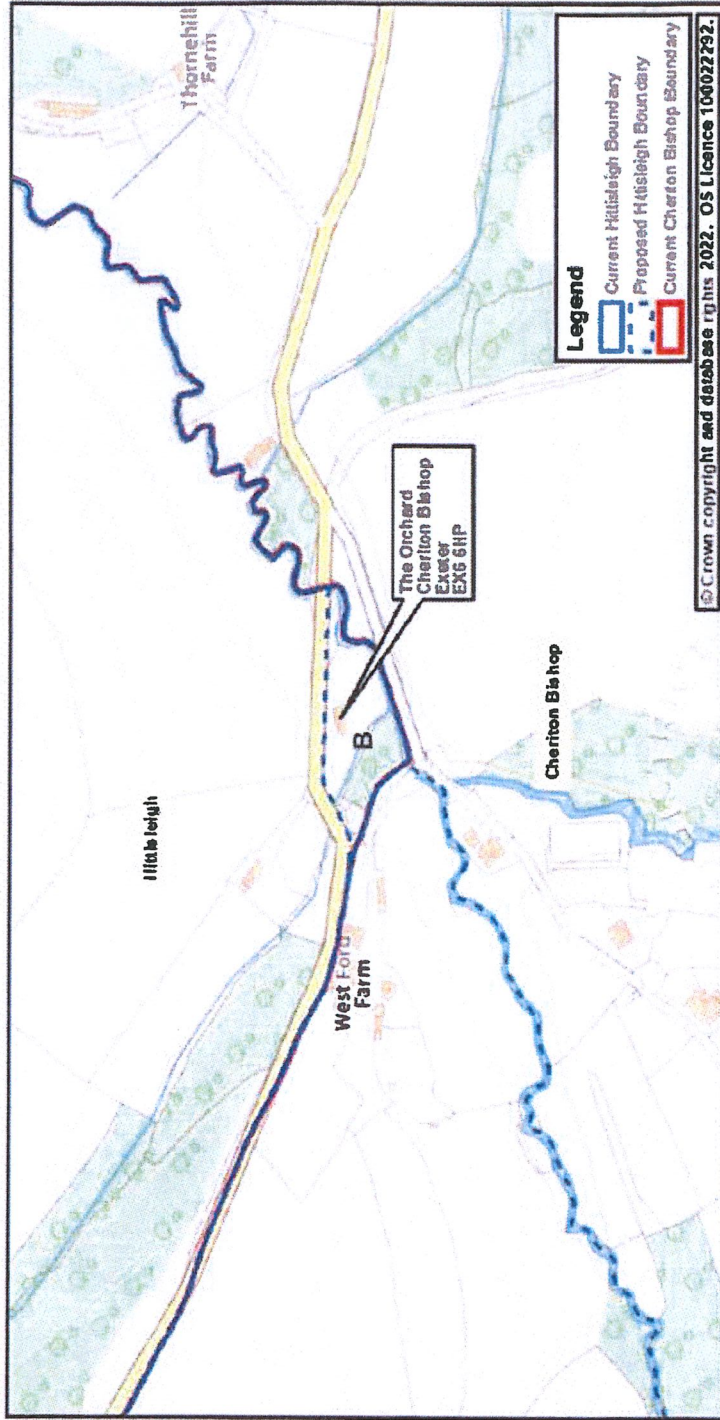 Thornehill
Farm
Hittisleigh
The Orchard
Cheriton Bishop
Exeter
EX6 6HP
B
West Ford
Farm
Cheriton Bishop
Legend
Current Hittisleigh Boundary
Proposed Hittisleigh Boundary
Current Cheriton Bishop Boundary
© Crown copyright and database rights 2022. OS Licence 100022292.